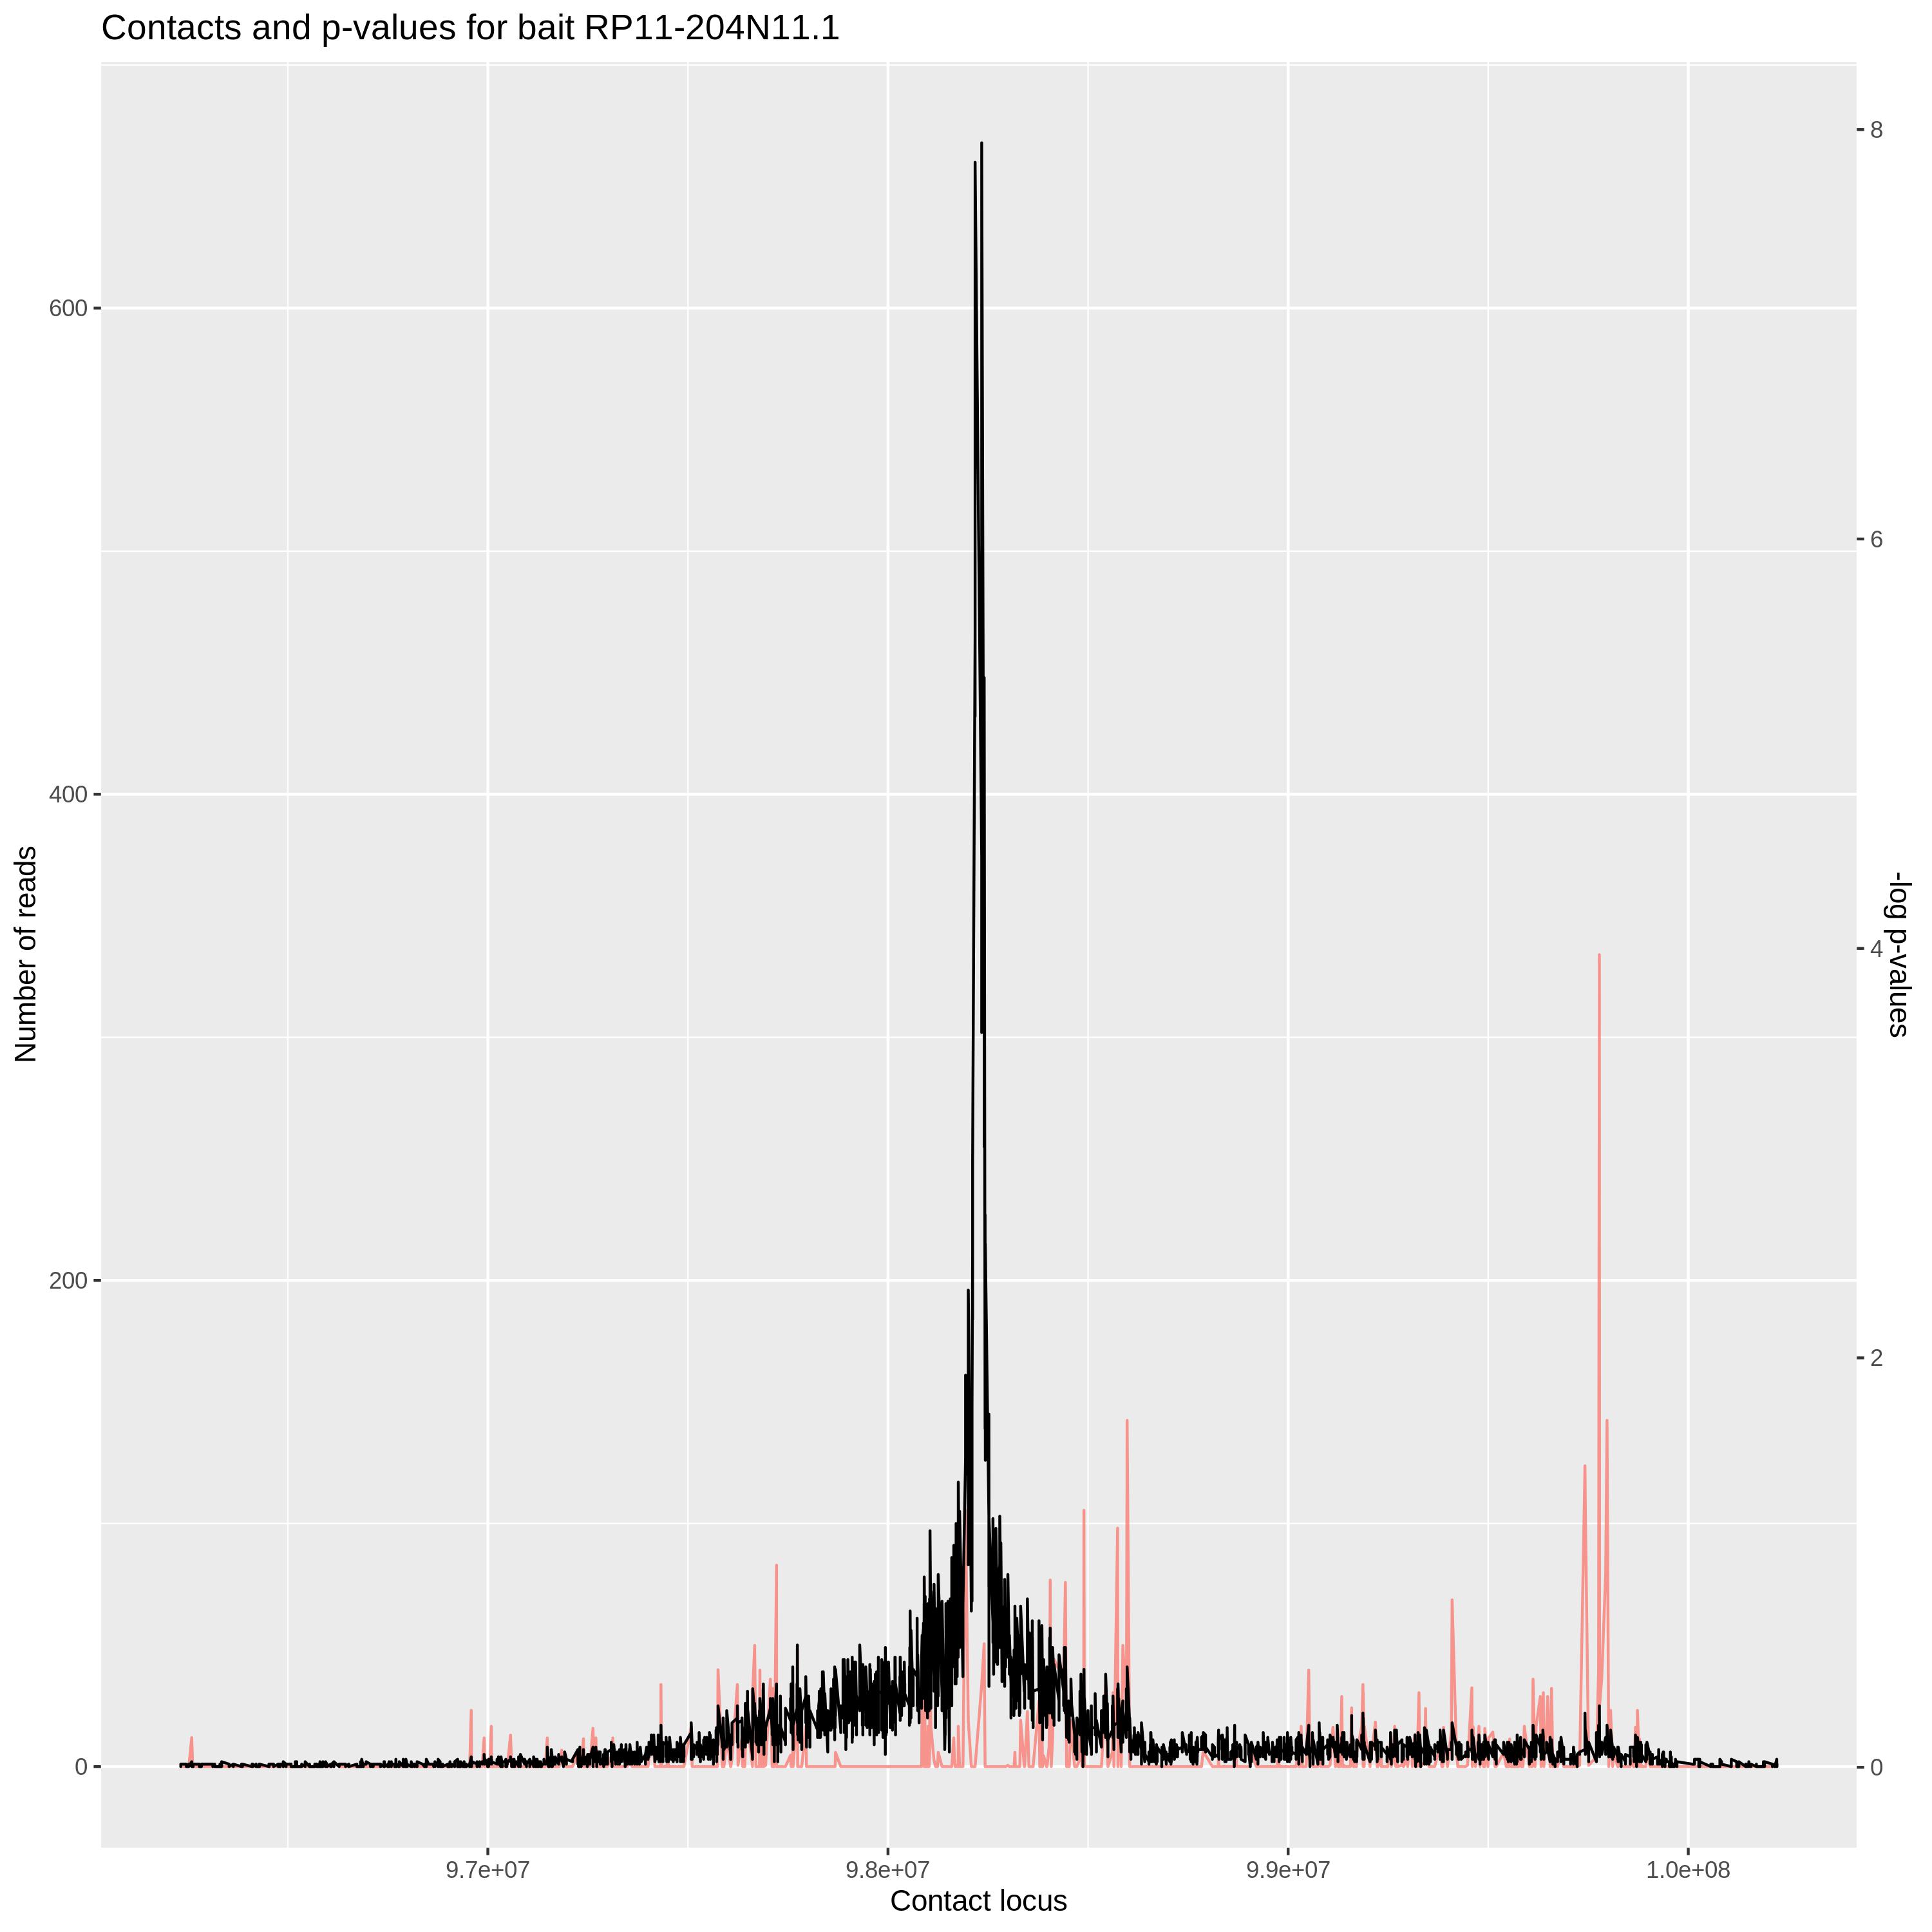 Contacts and p-values for bait RP11-204N11.1
Number of reads
600
400
200
0
8
6
4
2
0
-log p-values
9.7e+07
9.8e+07
9.9e+07
1.0e+08
Contact locus